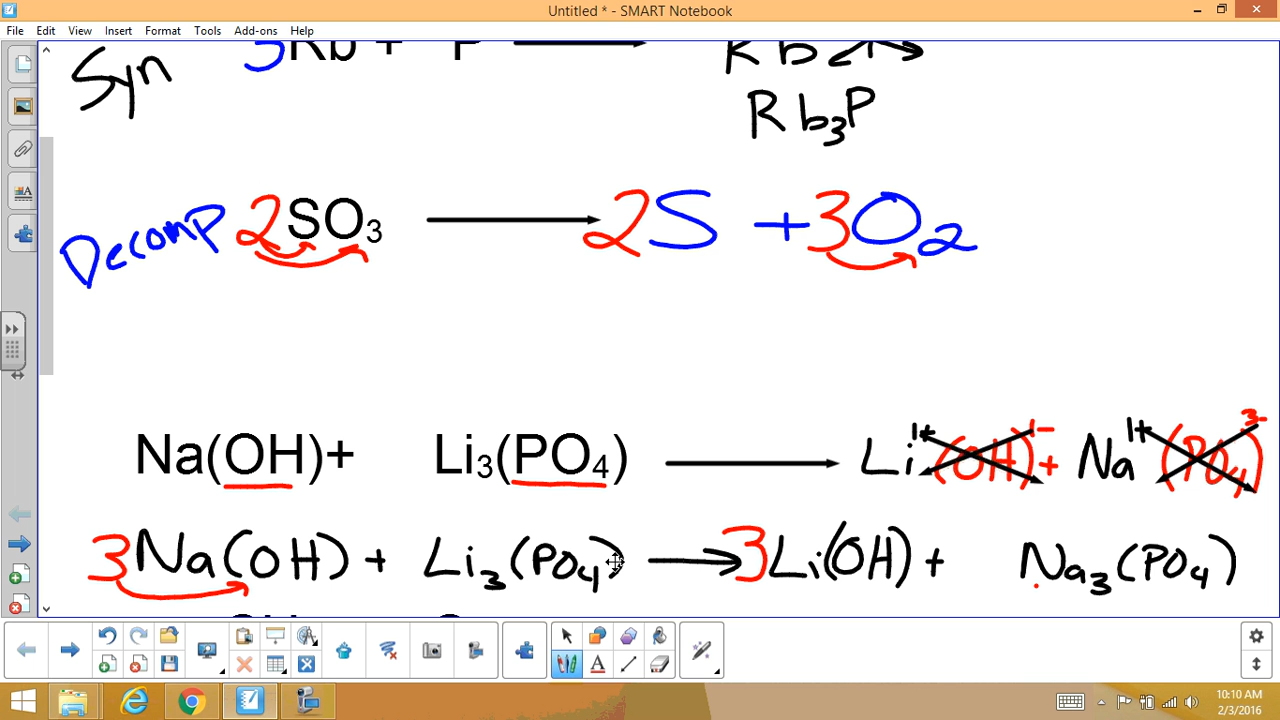 Untitled * - SMART Notebook
File Edit View Insert Format Tools Add-ons Help
Syn 3Rb + P Rb
Rb₃P
Decomp 2SO₃ → 2S + 3O₂
Na(OH)+ Li₃(PO₄) → Li¹⁺(OH)¹⁻ + Na¹⁺(PO₄)³⁻
3Na(OH) + Li₃(PO₄) → 3Li(OH) + Na₃(PO₄)
10:10 AM
2/3/2016